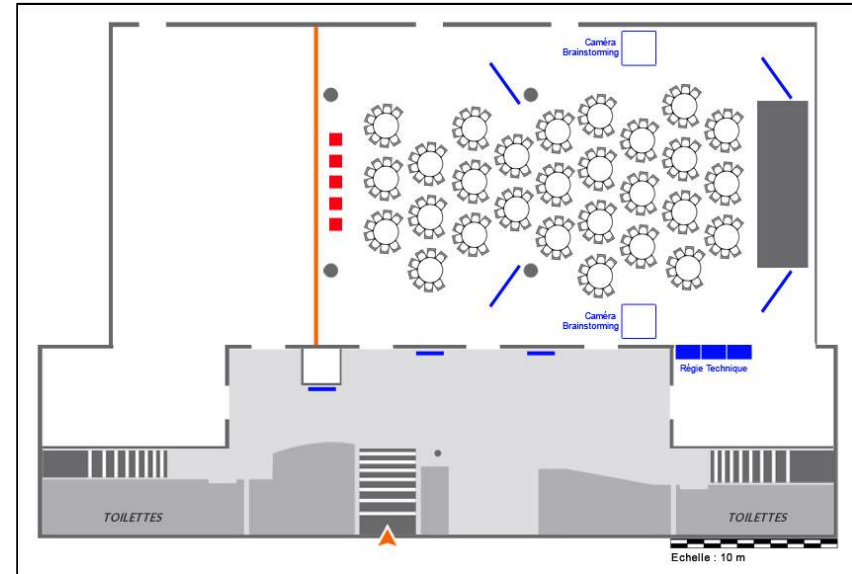 Caméra
Brainstorming
Caméra
Brainstorming
Régie Technique
TOILETTES
TOILETTES
Echelle : 10 m